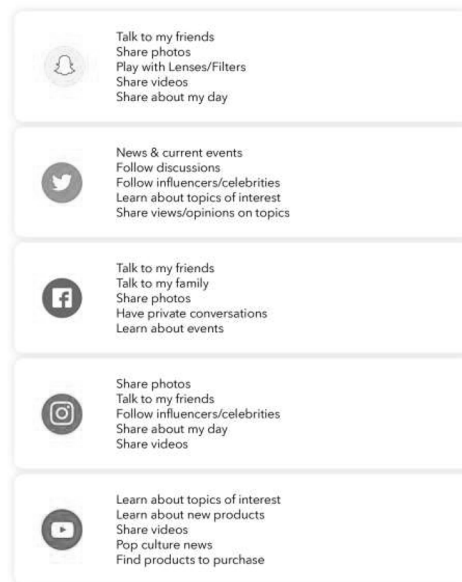 Talk to my friends
Share photos
Play with Lenses/Filters
Share videos
Share about my day
News & current events
Follow discussions
Follow influencers/celebrities
Learn about topics of interest
Share views/opinions on topics
Talk to my friends
Talk to my family
Share photos
Have private conversations
Learn about events
Share photos
Talk to my friends
Follow influencers/celebrities
Share about my day
Share videos
Learn about topics of interest
Learn about new products
Share videos
Pop culture news
Find products to purchase